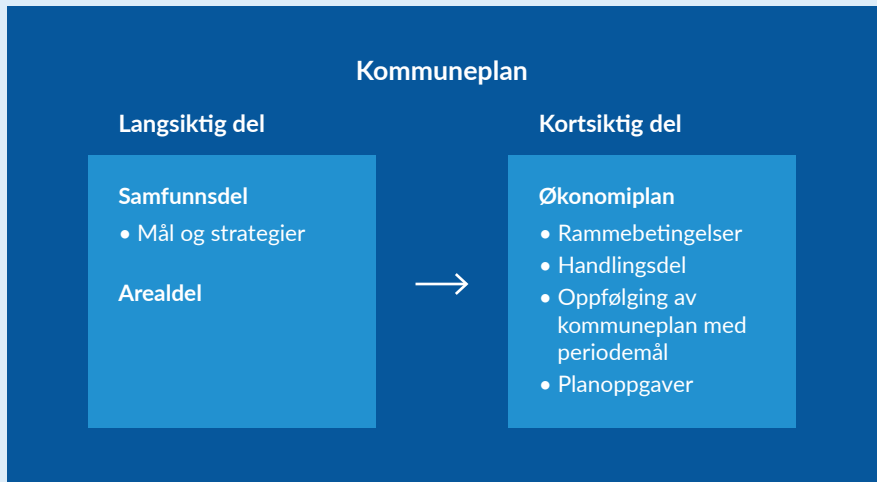 Kommuneplan
Langsiktig del
Samfunnsdel
• Mål og strategier
Arealdel
Kortsiktig del
Økonomiplan
• Rammebetingelser
• Handlingsdel
• Oppfølging av
kommuneplan med
periodemål
• Planoppgaver